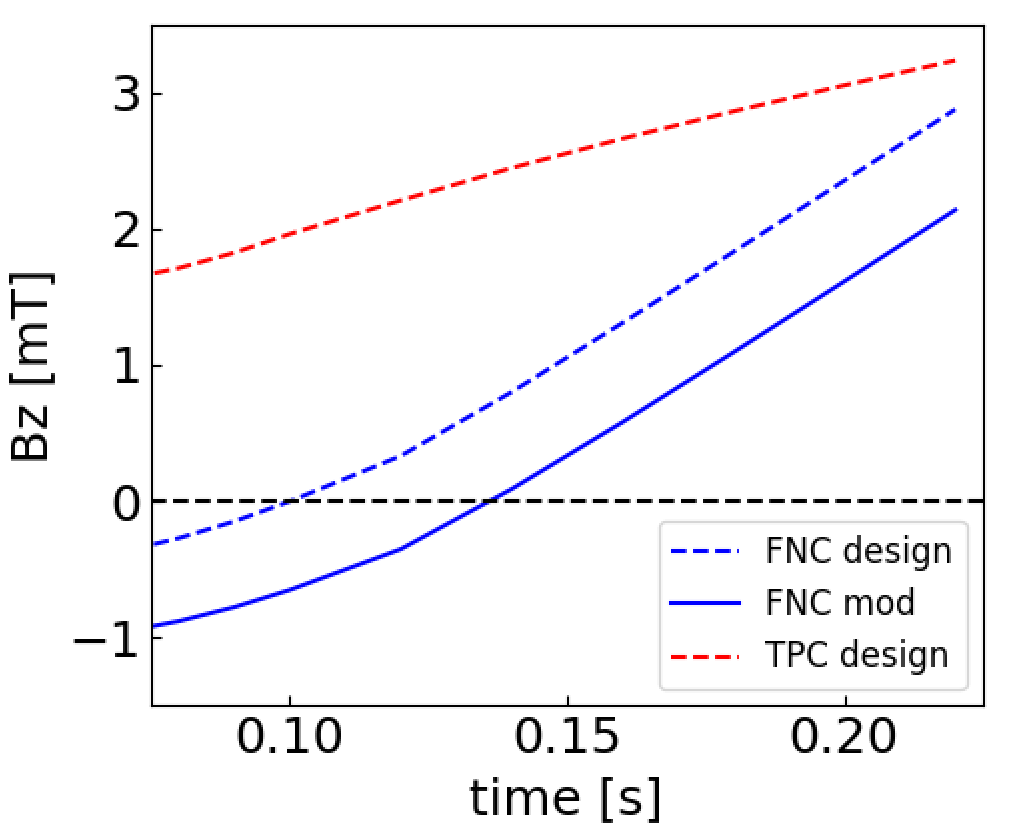 Bz [mT]
3
2
1
0
−1
FNC design
FNC mod
TPC design
0.10 0.15 0.20
time [s]